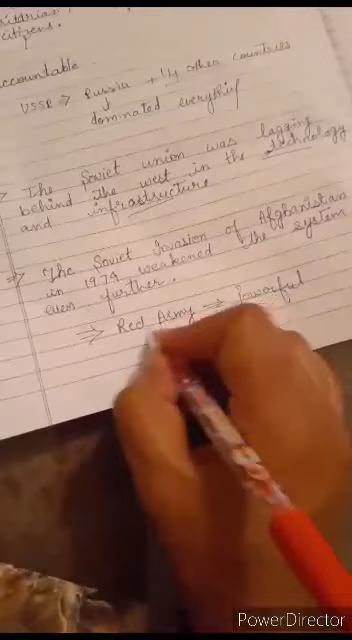 citizens.
accountable
USSR ⇒ Russia + 14 other countries
↓
dominated everything
The Soviet union was lagging
behind the west in the technology
and infrastructure
⇒ The Soviet Invasion of Afghanistan
in 1979 weakened the system
even further.
⇒ Red Army ⇒ Powerful
PowerDirector